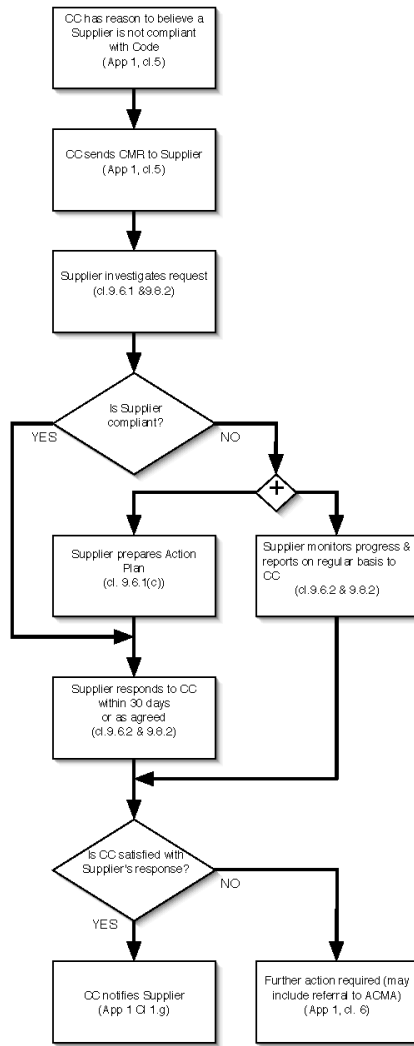 CC has reason to believe a
Supplier is not compliant
with Code
(App 1, cl.5)
CC sends CMR to Supplier
(App 1, cl.5)
Supplier investigates request
(cl.9.6.1 &9.8.2)
Is Supplier
compliant?
YES
NO
+
Supplier prepares Action
Plan
(cl. 9.6.1(c))
Supplier monitors progress &
reports on regular basis to
CC
(cl.9.6.2 & 9.8.2)
Supplier responds to CC
within 30 days
or as agreed
(cl.9.6.2 & 9.8.2)
Is CC satisfied with
Supplier's response?
NO
YES
CC notifies Supplier
(App 1 Cl 1.g)
Further action required (may
include referral to ACMA)
(App 1, cl. 6)